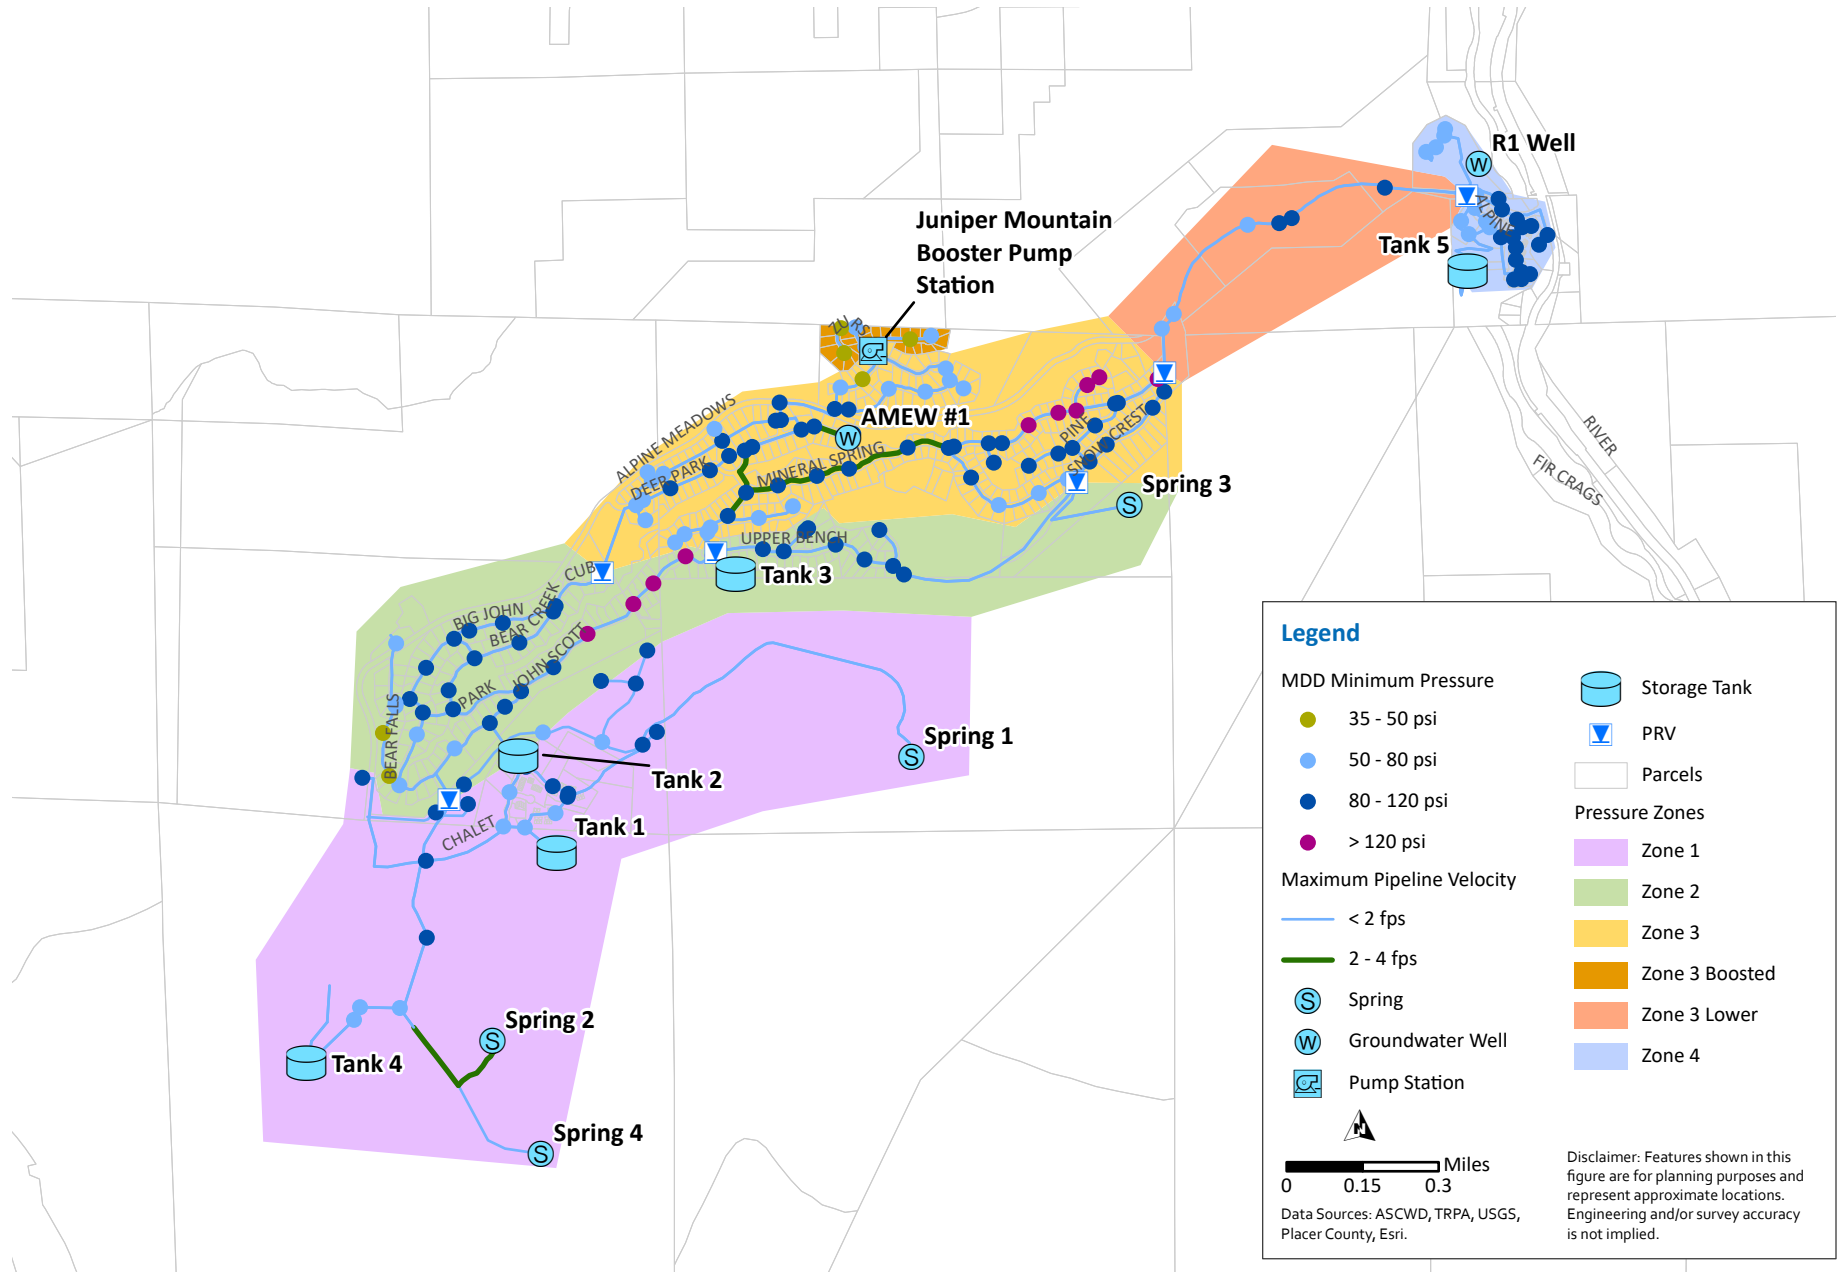 R1 Well
ALPINE
Tank 5
Juniper Mountain
Booster Pump
Station
ZURS
ALPINE MEADOWS
AMEW #1
DEER PARK
MINERAL SPRING
PINE
SNOW CREST
RIVER
FIR CRAGS
Spring 3
UPPER BENCH
Tank 3
CUB
BIG JOHN
BEAR CREEK
JOHN SCOTT
PARK
BEAR FALLS
Spring 1
Tank 2
CHALET
Tank 1
Spring 2
Tank 4
Spring 4
S
S
S
S
W
W
Legend
MDD Minimum Pressure
35 - 50 psi
50 - 80 psi
80 - 120 psi
> 120 psi
Maximum Pipeline Velocity
< 2 fps
2 - 4 fps
S Spring
W Groundwater Well
Pump Station
Storage Tank
PRV
Parcels
Pressure Zones
Zone 1
Zone 2
Zone 3
Zone 3 Boosted
Zone 3 Lower
Zone 4
N
Miles
0 0.15 0.3
Data Sources: ASCWD, TRPA, USGS,
Placer County, Esri.
Disclaimer: Features shown in this
figure are for planning purposes and
represent approximate locations.
Engineering and/or survey accuracy
is not implied.